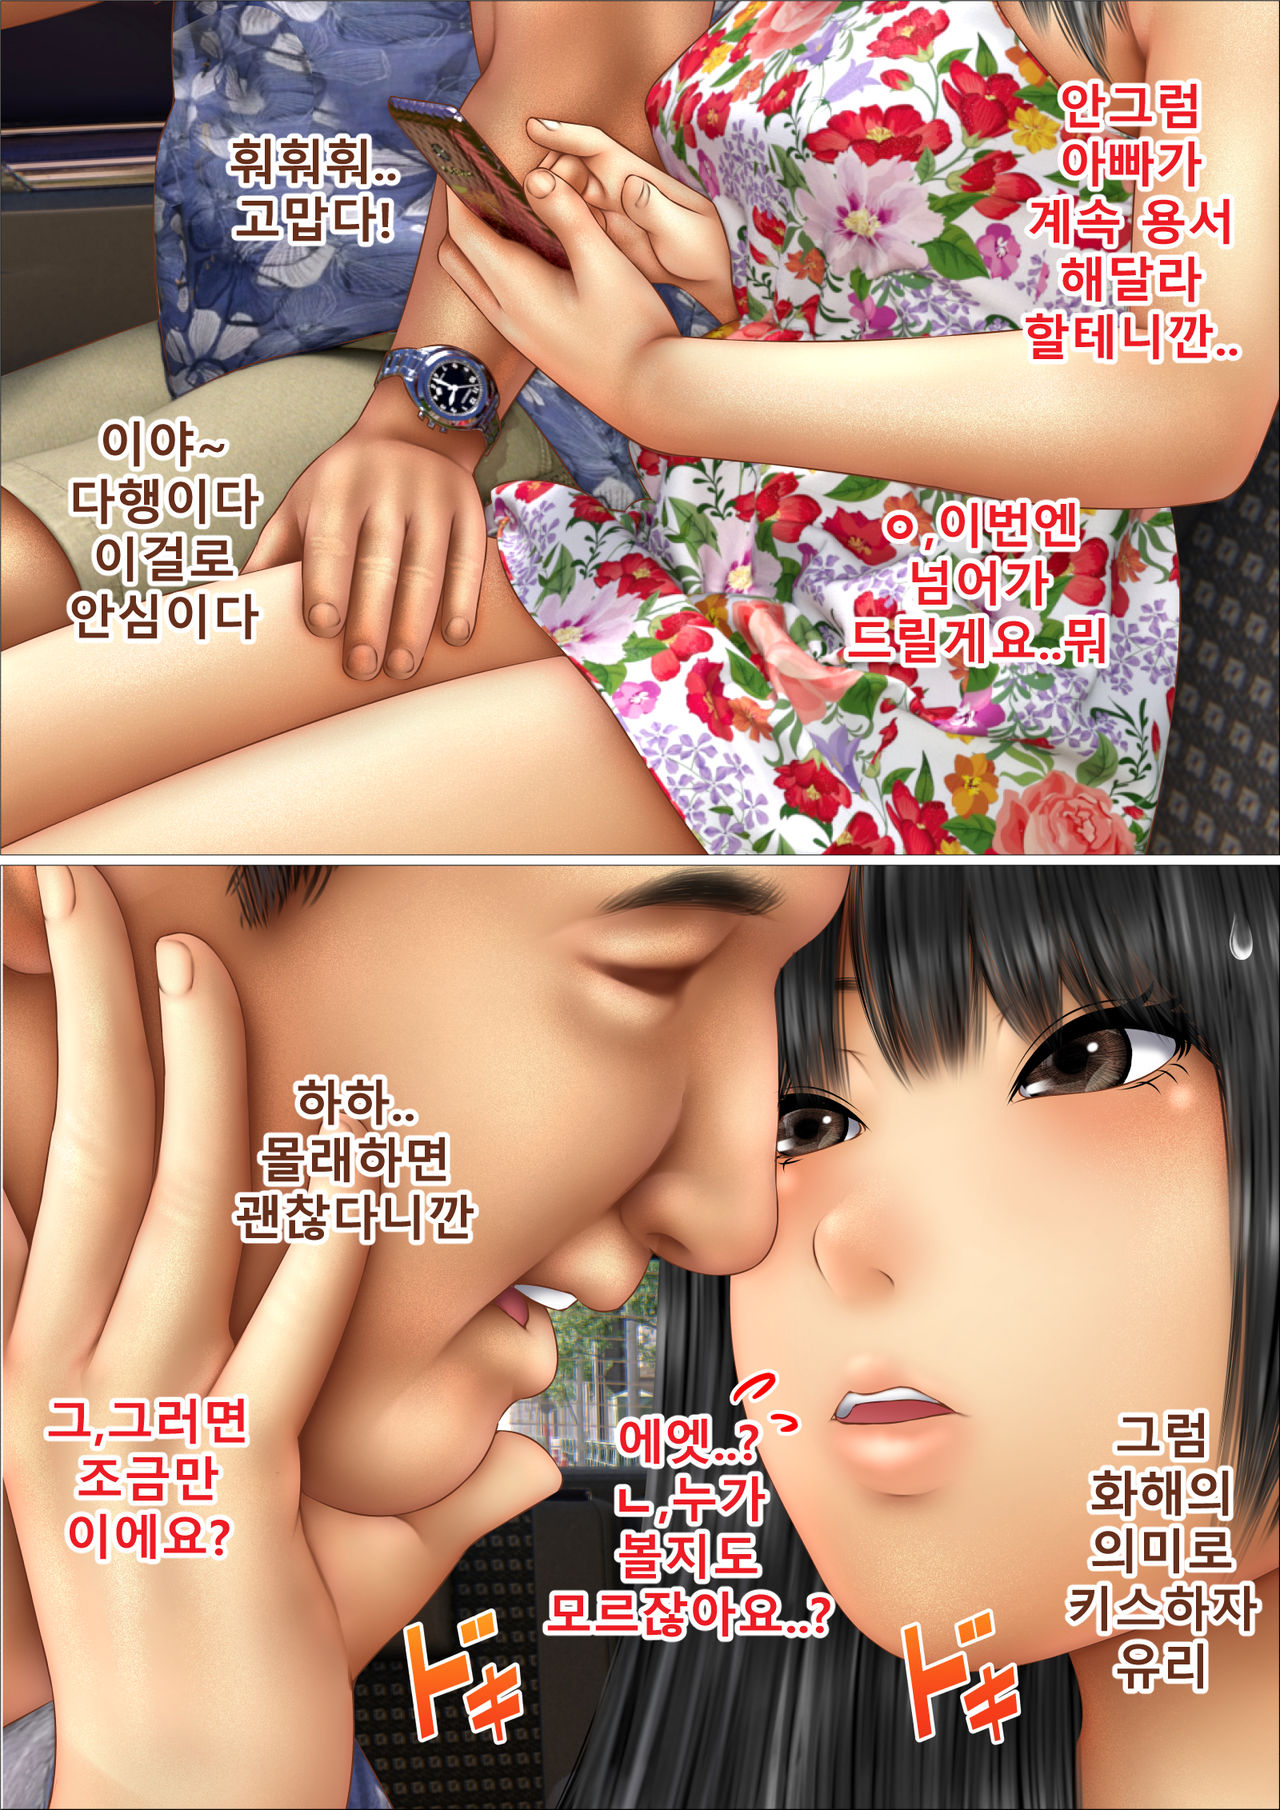 안그럼
아빠가
계속 용서
해달라
할테니깐..
ㅇ,이번엔
넘어가
드릴게요..뭐
훠훠훠..
고맙다!
이야~
다행이다
이걸로
안심이다
그럼
화해의
의미로
키스하자
유리
에엣..?
ㄴ,누가
볼지도
모르잖아요..?
하하..
몰래하면
괜찮다니깐
그,그러면
조금만
이에요?
ドキ
ドキ